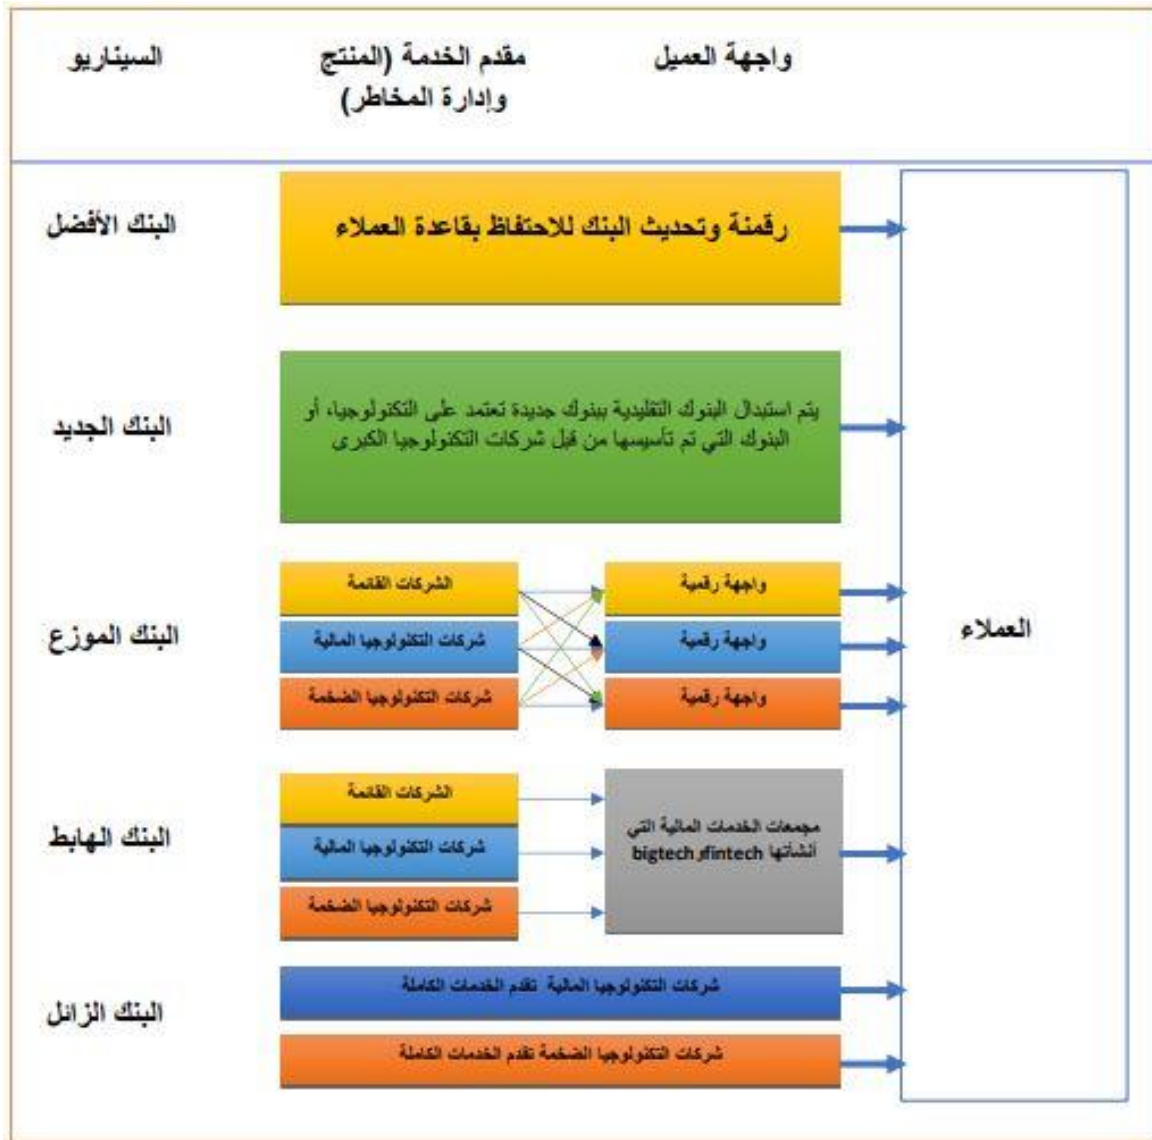 السيناريو
مقدم الخدمة (المنتج
وإدارة المخاطر)
واجهة العميل
البنك الأفضل
رقمنة وتحديث البنك للاحتفاظ بقاعدة العملاء
البنك الجديد
يتم استبدال البنوك التقليدية ببنوك جديدة تعتمد على التكنولوجيا، أو
البنوك التي تم تأسيسها من قبل شركات التكنولوجيا الكبرى
البنك الموزع
الشركات القائمة
واجهة رقمية
شركات التكنولوجيا المالية
واجهة رقمية
شركات التكنولوجيا الضخمة
واجهة رقمية
العملاء
البنك الهابط
الشركات القائمة
شركات التكنولوجيا المالية
شركات التكنولوجيا الضخمة
مجمعات الخدمات المالية التي
أنشأتها fintechوbigtech
البنك الزائل
شركات التكنولوجيا المالية تقدم الخدمات الكاملة
شركات التكنولوجيا الضخمة تقدم الخدمات الكاملة